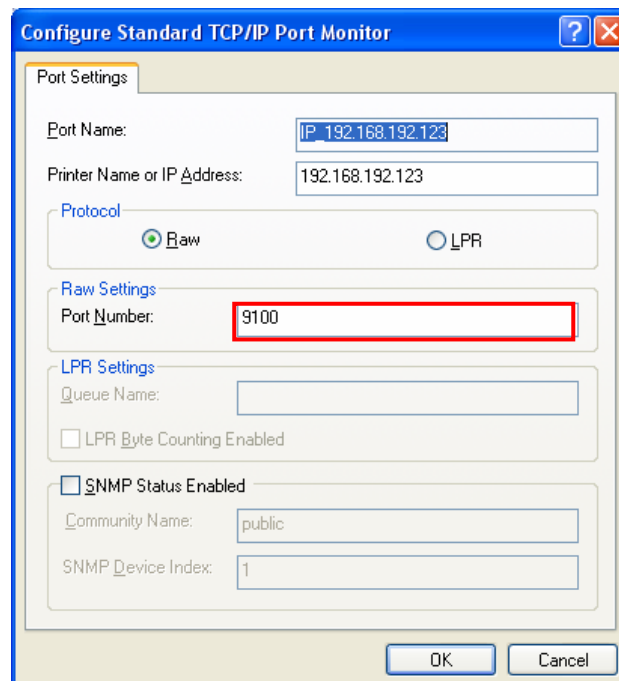 Configure Standard TCP/IP Port Monitor
Port Settings
Port Name: IP_192.168.192.123
Printer Name or IP Address: 192.168.192.123
Protocol
Raw LPR
Raw Settings
Port Number: 9100
LPR Settings
Queue Name:
LPR Byte Counting Enabled
SNMP Status Enabled
Community Name: public
SNMP Device Index: 1
OK Cancel